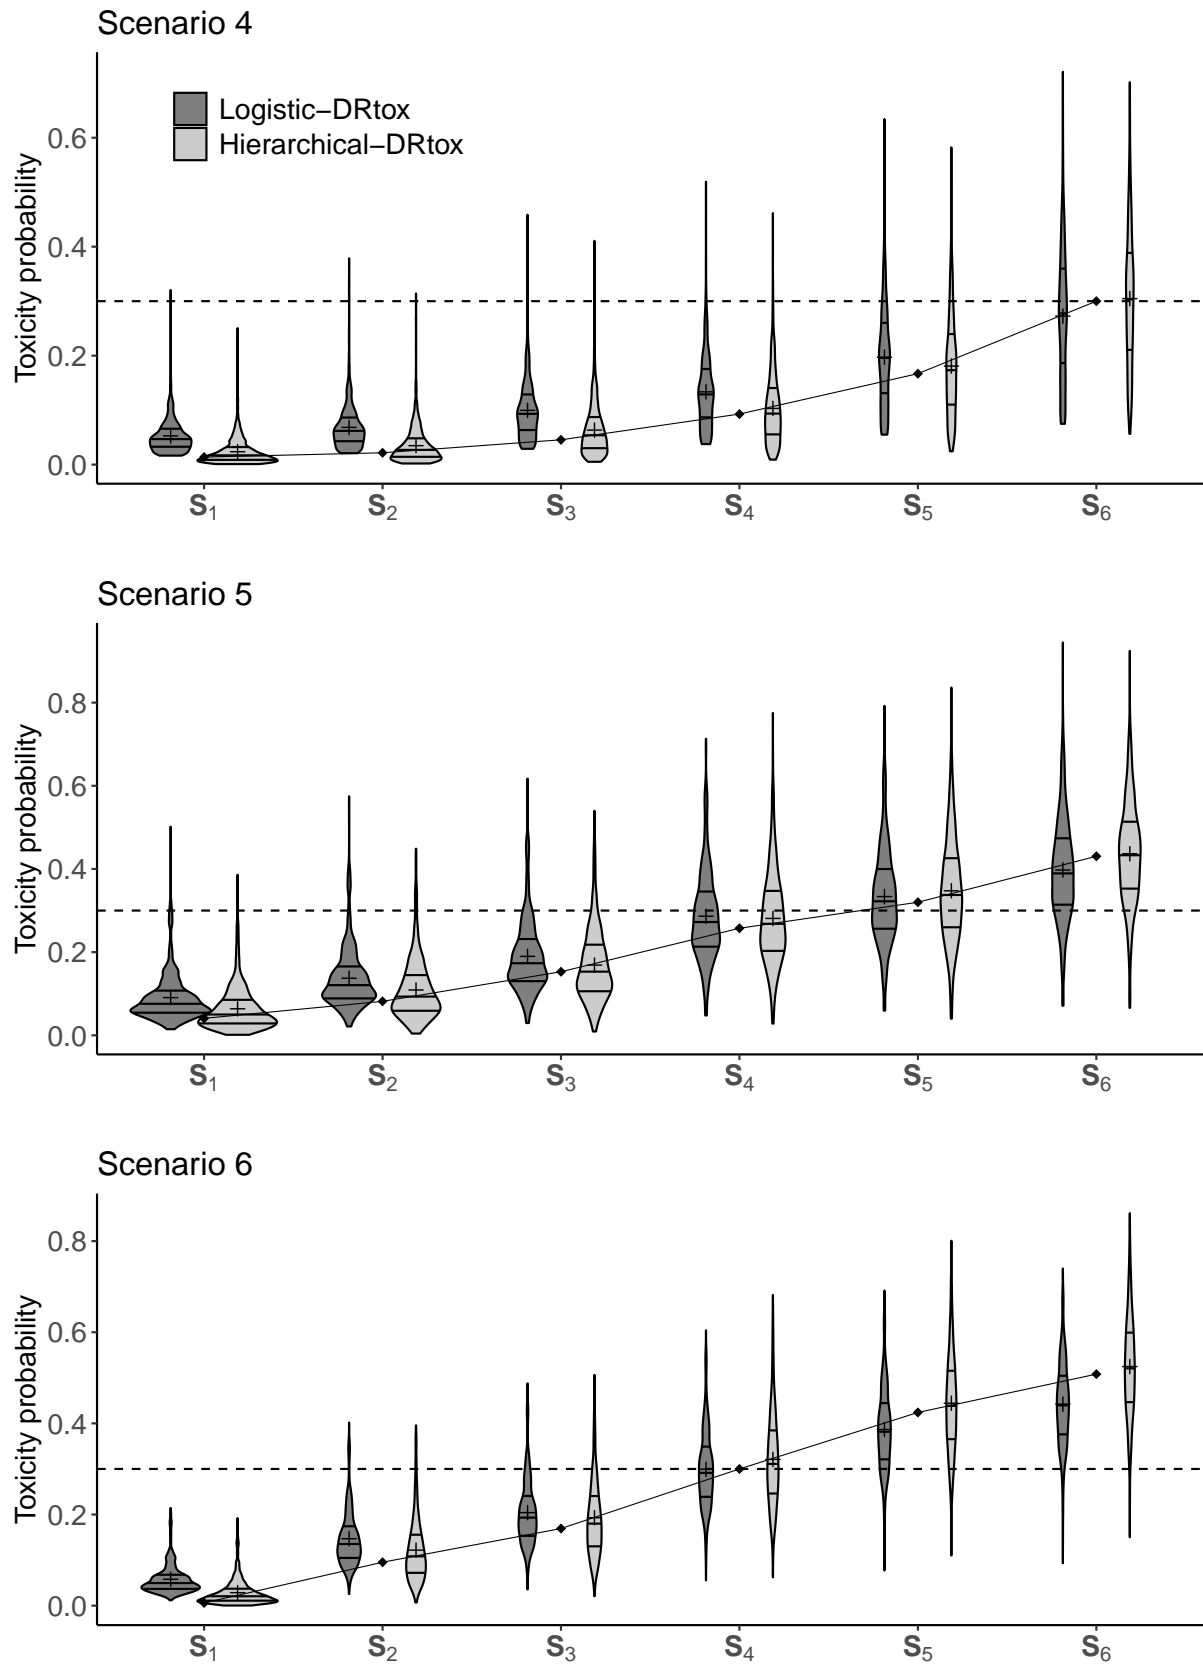 Scenario 4
Logistic−DRtox
Hierarchical−DRtox
Toxicity probability
0.6
0.4
0.2
0.0
S1 S2 S3 S4 S5 S6
Scenario 5
Toxicity probability
0.8
0.6
0.4
0.2
0.0
S1 S2 S3 S4 S5 S6
Scenario 6
Toxicity probability
0.8
0.6
0.4
0.2
0.0
S1 S2 S3 S4 S5 S6